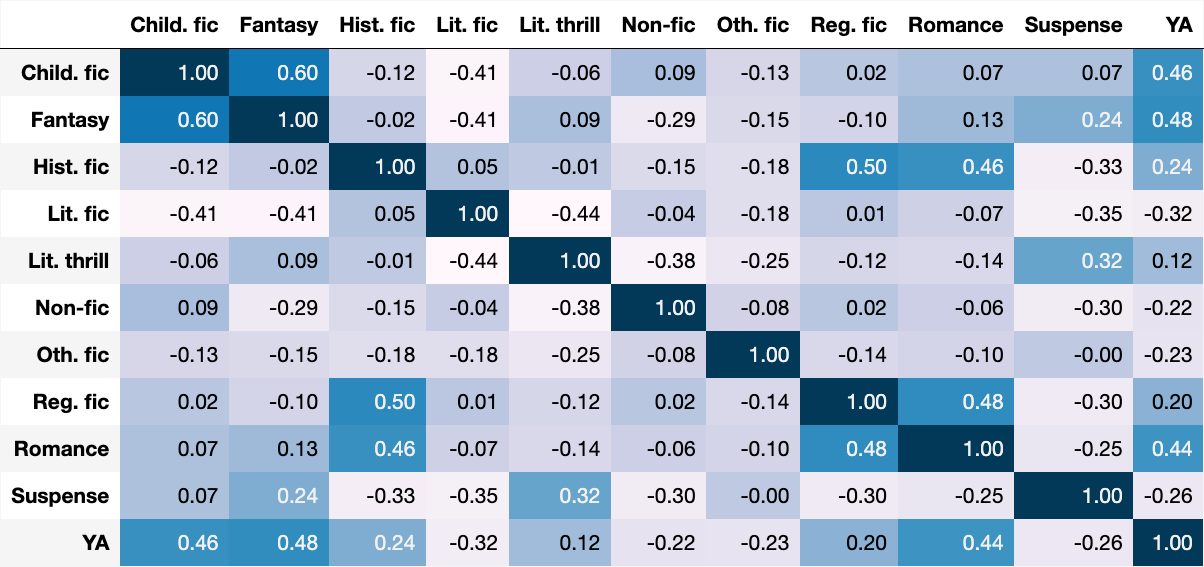 Child. fic Fantasy Hist. fic Lit. fic Lit. thrill Non-fic Oth. fic Reg. fic Romance Suspense YA
Child. fic 1.00 0.60 -0.12 -0.41 -0.06 0.09 -0.13 0.02 0.07 0.07 0.46
Fantasy 0.60 1.00 -0.02 -0.41 0.09 -0.29 -0.15 -0.10 0.13 0.24 0.48
Hist. fic -0.12 -0.02 1.00 0.05 -0.01 -0.15 -0.18 0.50 0.46 -0.33 0.24
Lit. fic -0.41 -0.41 0.05 1.00 -0.44 -0.04 -0.18 0.01 -0.07 -0.35 -0.32
Lit. thrill -0.06 0.09 -0.01 -0.44 1.00 -0.38 -0.25 -0.12 -0.14 0.32 0.12
Non-fic 0.09 -0.29 -0.15 -0.04 -0.38 1.00 -0.08 0.02 -0.06 -0.30 -0.22
Oth. fic -0.13 -0.15 -0.18 -0.18 -0.25 -0.08 1.00 -0.14 -0.10 -0.00 -0.23
Reg. fic 0.02 -0.10 0.50 0.01 -0.12 0.02 -0.14 1.00 0.48 -0.30 0.20
Romance 0.07 0.13 0.46 -0.07 -0.14 -0.06 -0.10 0.48 1.00 -0.25 0.44
Suspense 0.07 0.24 -0.33 -0.35 0.32 -0.30 -0.00 -0.30 -0.25 1.00 -0.26
YA 0.46 0.48 0.24 -0.32 0.12 -0.22 -0.23 0.20 0.44 -0.26 1.00